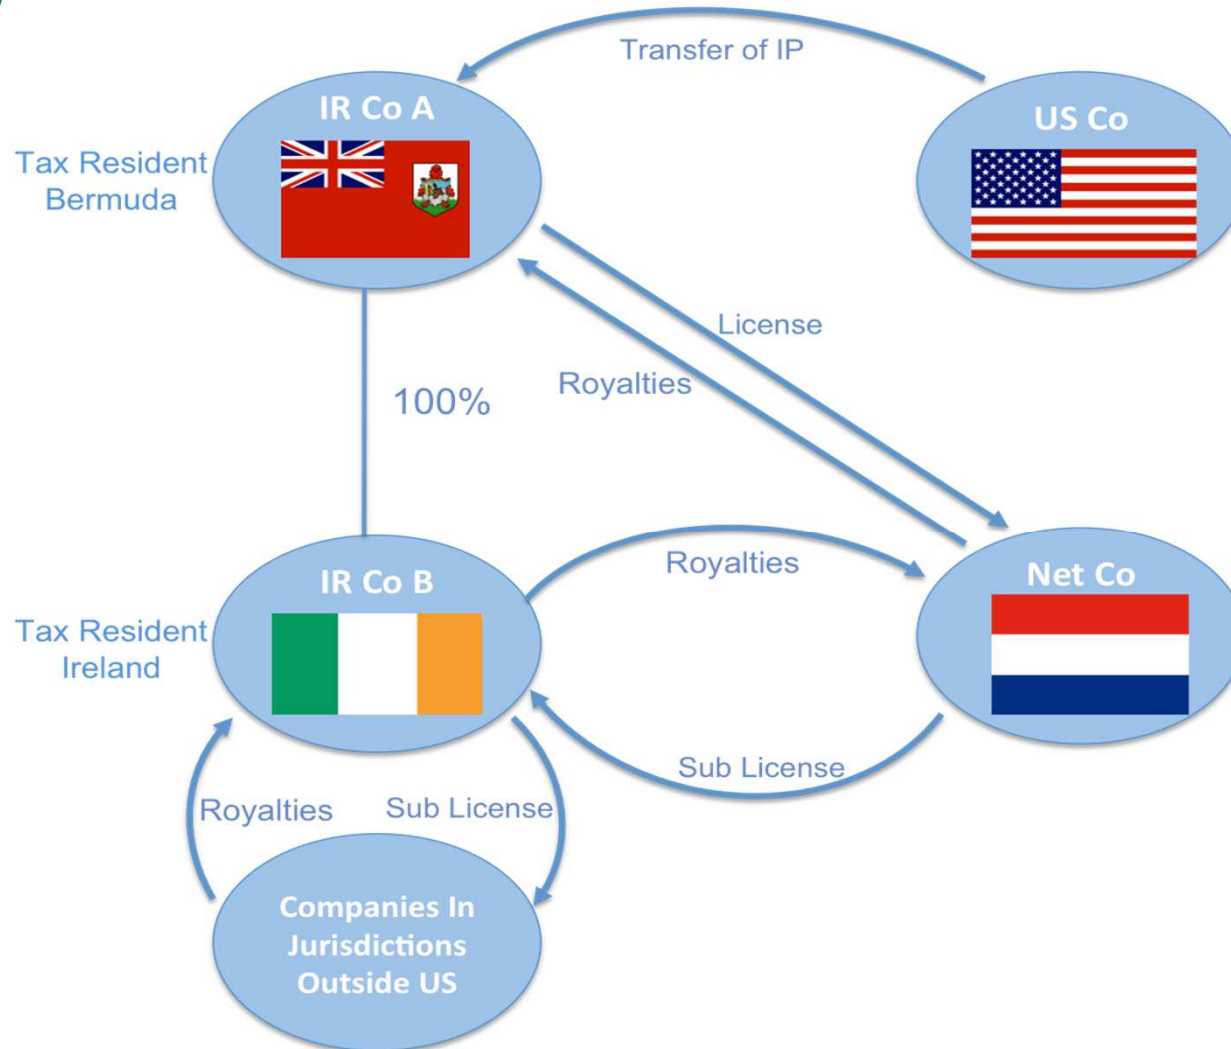 Transfer of IP
IR Co A
US Co
Tax Resident
Bermuda
License
Royalties
100%
IR Co B
Royalties
Net Co
Tax Resident
Ireland
Sub License
Royalties
Sub License
Companies In
Jurisdictions
Outside US